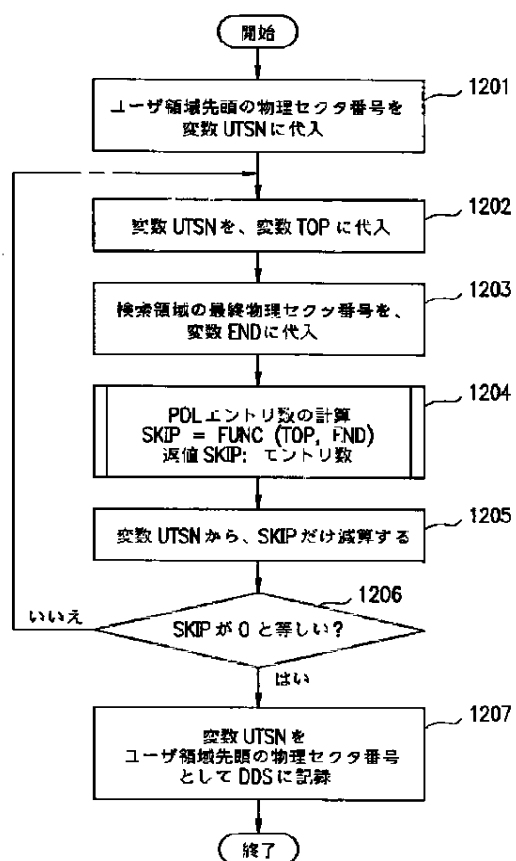 開始
1201
ユーザ領域先頭の物理セクタ番号を
変数 UTSN に代入
1202
変数 UTSN を、変数 TOP に代入
1203
検索領域の最終物理セクタ番号を、
変数 END に代入
1204
PDL エントリ数の計算
SKIP = FUNC (TOP, END)
返値 SKIP: エントリ数
1205
変数 UTSN から、SKIP だけ減算する
1206
いいえ
SKIP が 0 と等しい?
はい
1207
変数 UTSN を
ユーザ領域先頭の物理セクタ番号
として DDS に記録
終了